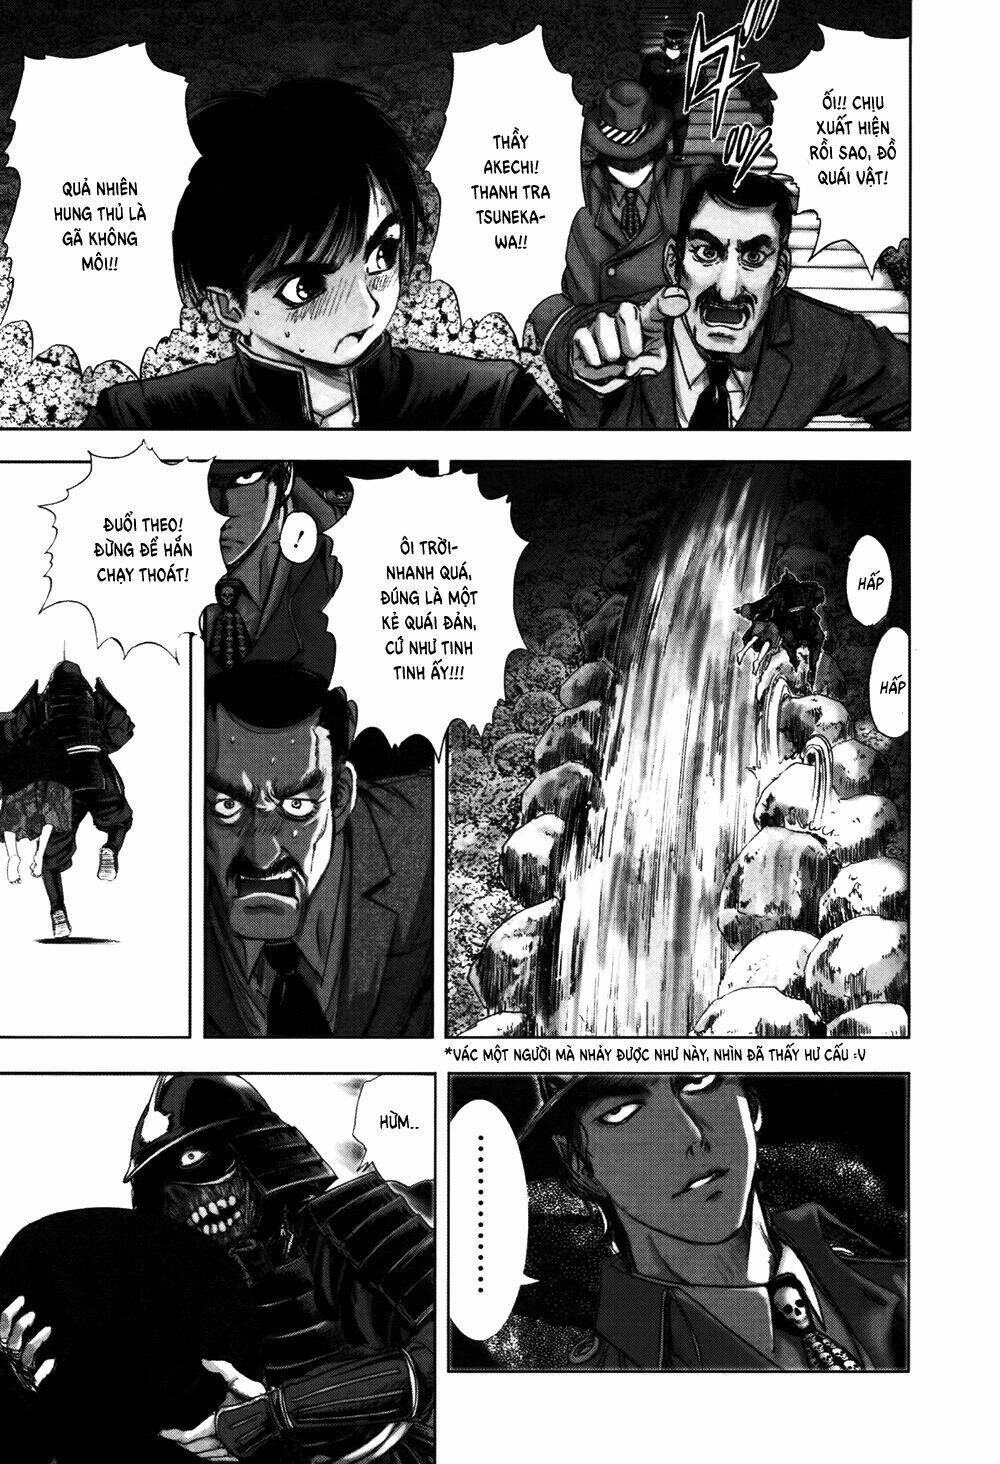 ỐI!! CHỊU
XUẤT HIỆN
RỒI SAO, ĐỒ
QUÁI VẬT!
THẦY
AKECHI!
THANH TRA
TSUNEKA-
WA!!
QUẢ NHIÊN
HUNG THỦ LÀ
GÃ KHÔNG
MÔI!!
HẤP
HẤP
ÔI TRỜI-
NHANH QUÁ,
ĐÚNG LÀ MỘT
KẺ QUÁI ĐẢN,
CỨ NHƯ TINH
TINH ẤY!!!
!
ĐUỔI THEO!
ĐỪNG ĐỂ HẮN
CHẠY THOÁT!
*VÁC MỘT NGƯỜI MÀ NHẢY ĐƯỢC NHƯ NÀY, NHÌN ĐÃ THẤY HƯ CẤU :V
..............
HỪM..